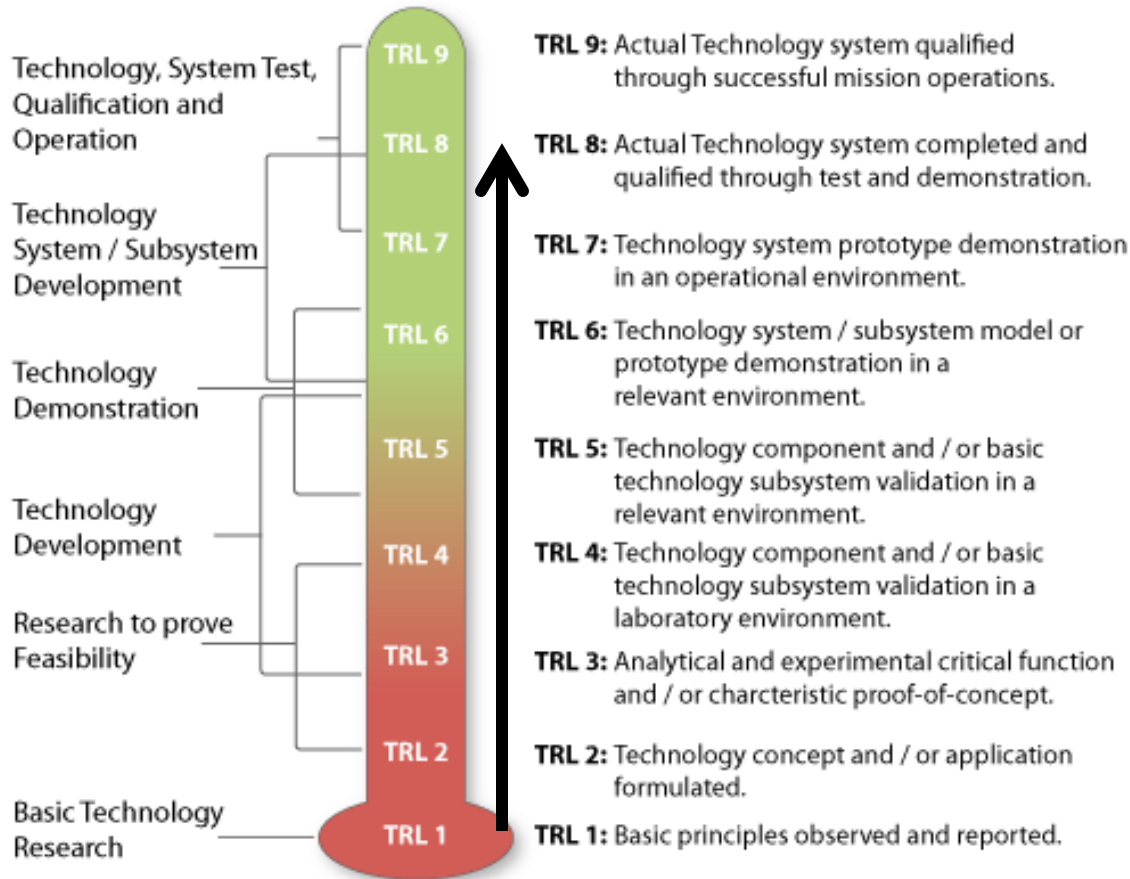 Technology, System Test,
Qualification and
Operation
Technology
System / Subsystem
Development
Technology
Demonstration
Technology
Development
Research to prove
Feasibility
Basic Technology
Research
TRL 9
TRL 8
TRL 7
TRL 6
TRL 5
TRL 4
TRL 3
TRL 2
TRL 1
TRL 9: Actual Technology system qualified
through successful mission operations.
TRL 8: Actual Technology system completed and
qualified through test and demonstration.
TRL 7: Technology system prototype demonstration
in an operational environment.
TRL 6: Technology system / subsystem model or
prototype demonstration in a
relevant environment.
TRL 5: Technology component and / or basic
technology subsystem validation in a
relevant environment.
TRL 4: Technology component and / or basic
technology subsystem validation in a
laboratory environment.
TRL 3: Analytical and experimental critical function
and / or charcteristic proof-of-concept.
TRL 2: Technology concept and / or application
formulated.
TRL 1: Basic principles observed and reported.